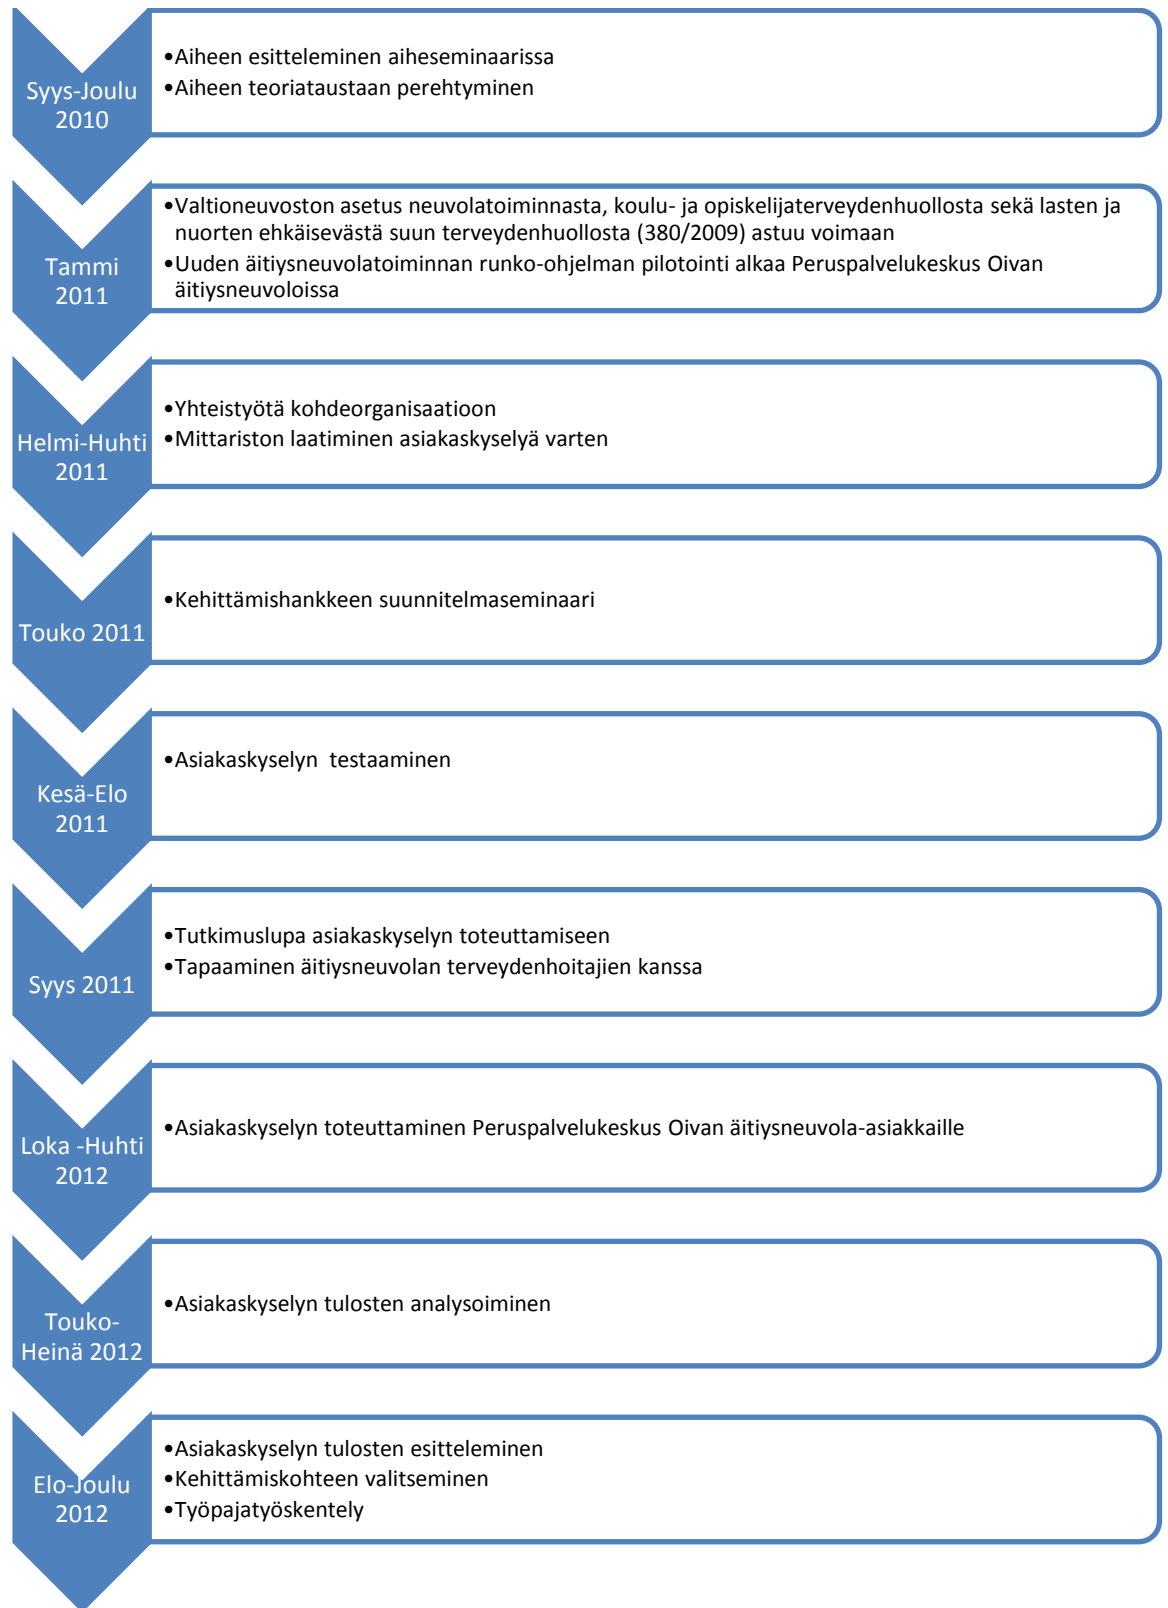 Syys-Joulu
2010
•Aiheen esitteleminen aiheseminaarissa
•Aiheen teoriataustaan perehtyminen
Tammi
2011
•Valtioneuvoston asetus neuvolatoiminnasta, koulu- ja opiskelijaterveydenhuollosta sekä lasten ja
nuorten ehkäisevästä suun terveydenhuollosta (380/2009) astuu voimaan
•Uuden äitiysneuvolatoiminnan runko-ohjelman pilotointi alkaa Peruspalvelukeskus Oivan
äitiysneuvoloissa
Helmi-Huhti
2011
•Yhteistyötä kohdeorganisaatioon
•Mittariston laatiminen asiakaskyselyä varten
Touko 2011
•Kehittämishankkeen suunnitelmaseminaari
Kesä-Elo
2011
•Asiakaskyselyn  testaaminen
Syys 2011
•Tutkimuslupa asiakaskyselyn toteuttamiseen
•Tapaaminen äitiysneuvolan terveydenhoitajien kanssa
Loka -Huhti
2012
•Asiakaskyselyn toteuttaminen Peruspalvelukeskus Oivan äitiysneuvola-asiakkaille
Touko-
Heinä 2012
•Asiakaskyselyn tulosten analysoiminen
Elo-Joulu
2012
•Asiakaskyselyn tulosten esitteleminen
•Kehittämiskohteen valitseminen
•Työpajatyöskentely